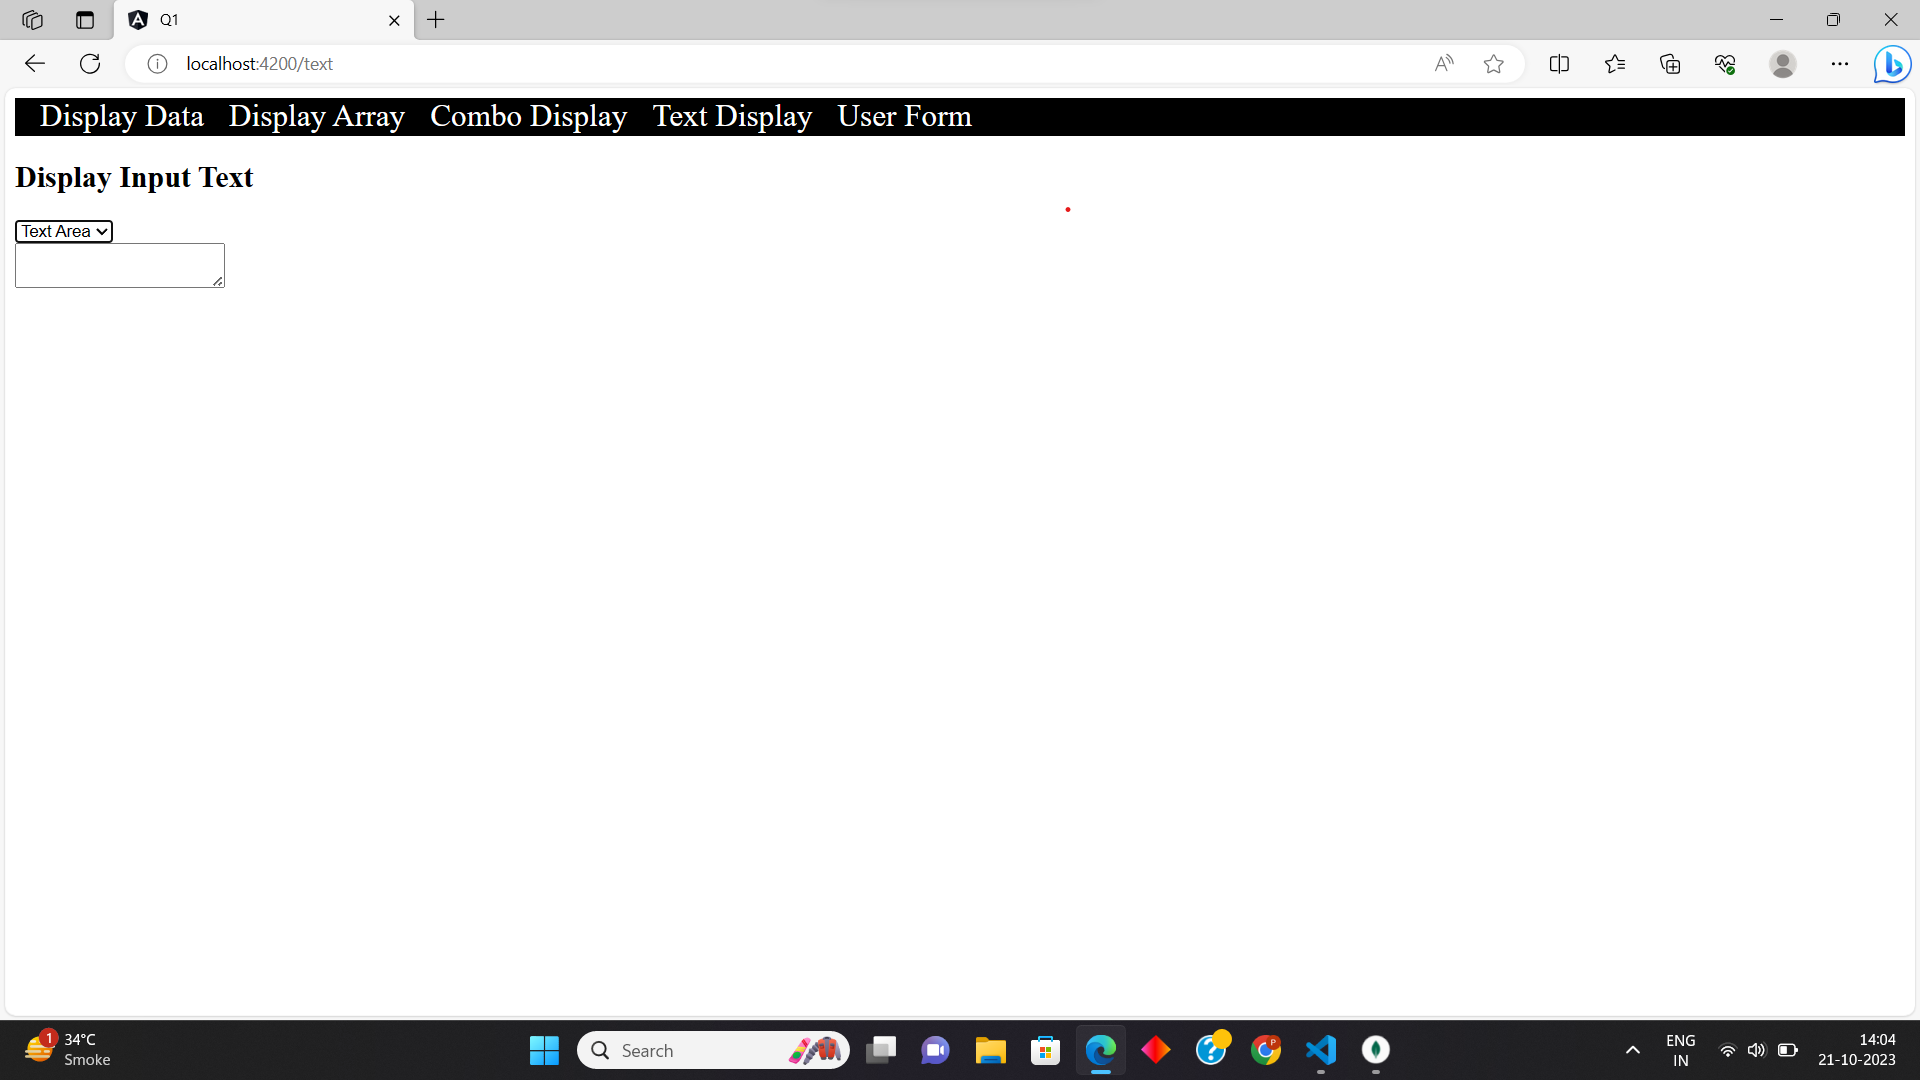 Q1
localhost:4200/text
Display Data Display Array Combo Display Text Display User Form
Display Input Text
Text Area
1
34°C
Smoke
Search
P
ENG
IN
14:04
21-10-2023